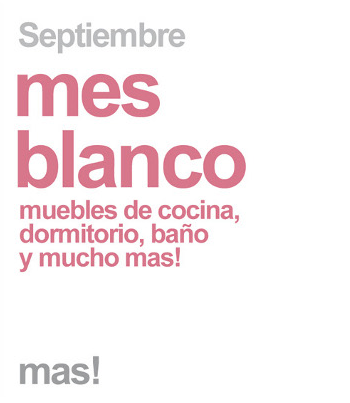 Septiembre
mes
blanco
muebles de cocina,
dormitorio, baño
y mucho mas!
mas!